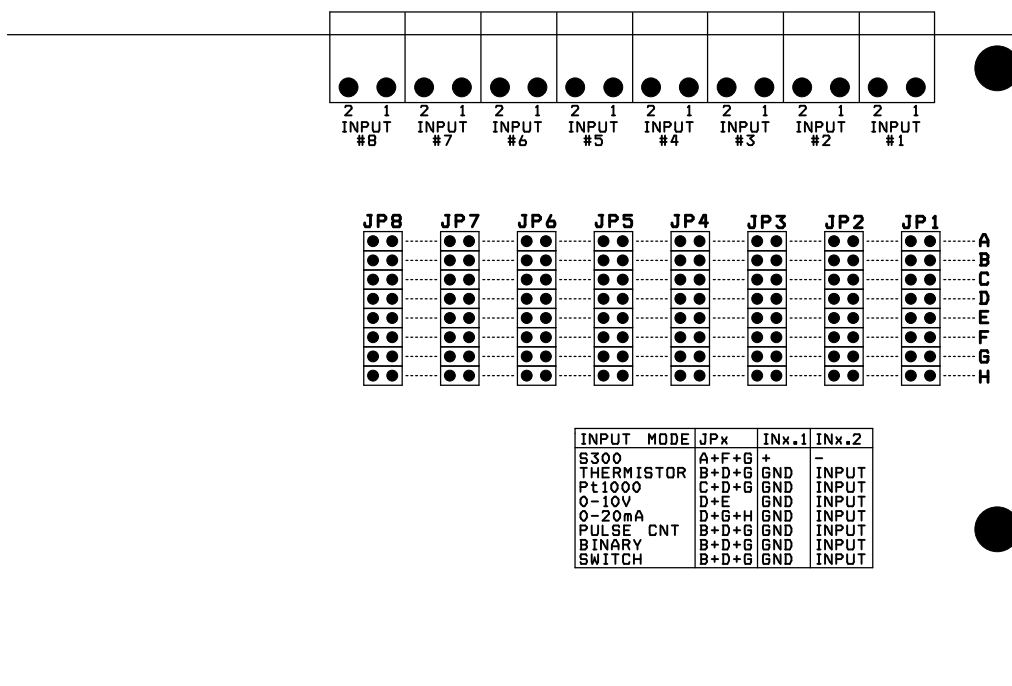 2 1 2 1 2 1 2 1 2 1 2 1 2 1 2 1
INPUT INPUT INPUT INPUT INPUT INPUT INPUT INPUT
#8 #7 #6 #5 #4 #3 #2 #1
JP8 JP7 JP6 JP5 JP4 JP3 JP2 JP1
A
B
C
D
E
F
G
H
INPUT MODE JPx INx.1 INx.2
S300 A+F+G + -
THERMISTOR B+D+G GND INPUT
Pt1000 C+D+G GND INPUT
0-10V D+E GND INPUT
0-20mA D+G+H GND INPUT
PULSE CNT B+D+G GND INPUT
BINARY B+D+G GND INPUT
SWITCH B+D+G GND INPUT